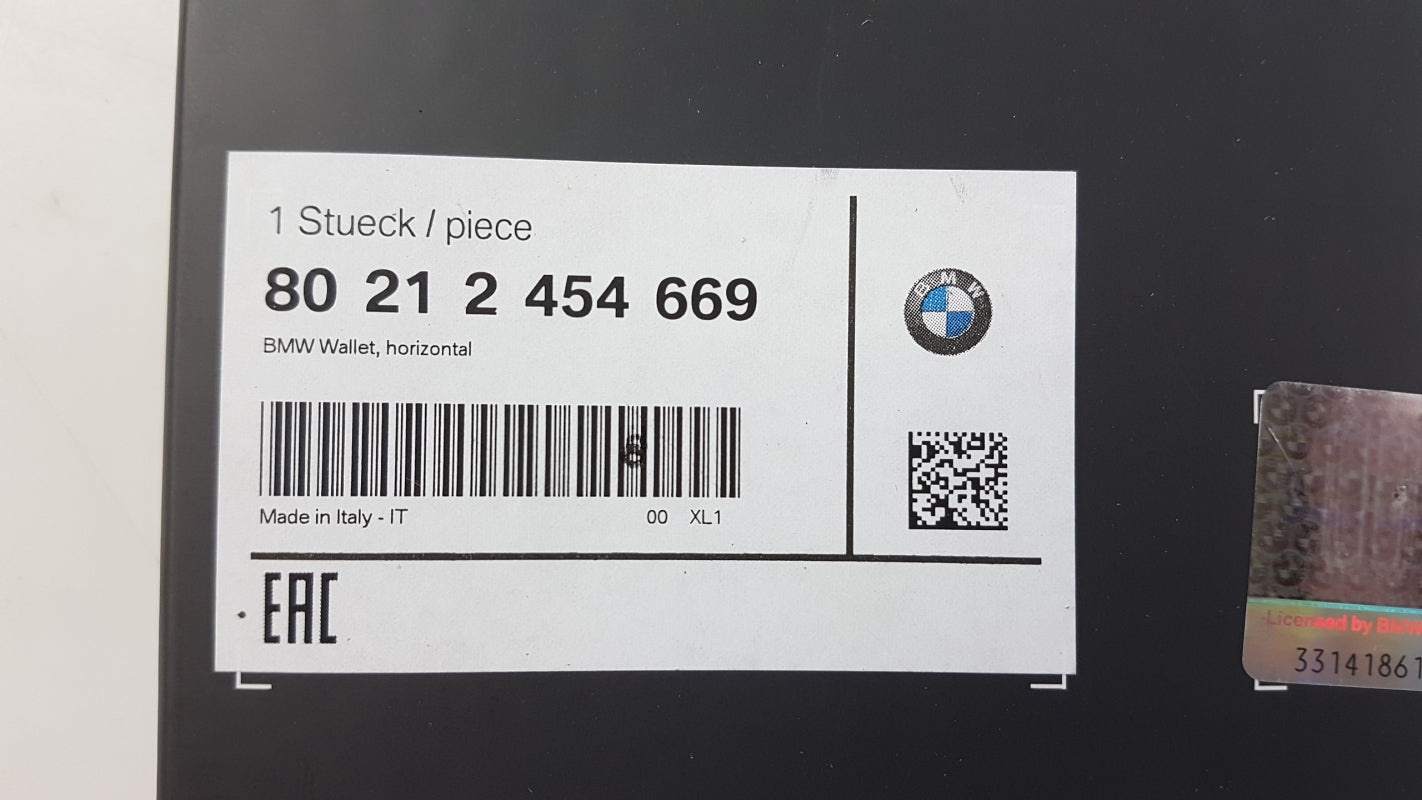 1 Stueck / piece
80 21 2 454 669
BMW Wallet, horizontal
Made in Italy - IT 00 XL1
EAC
BMW
Licensed by BMW
33141861